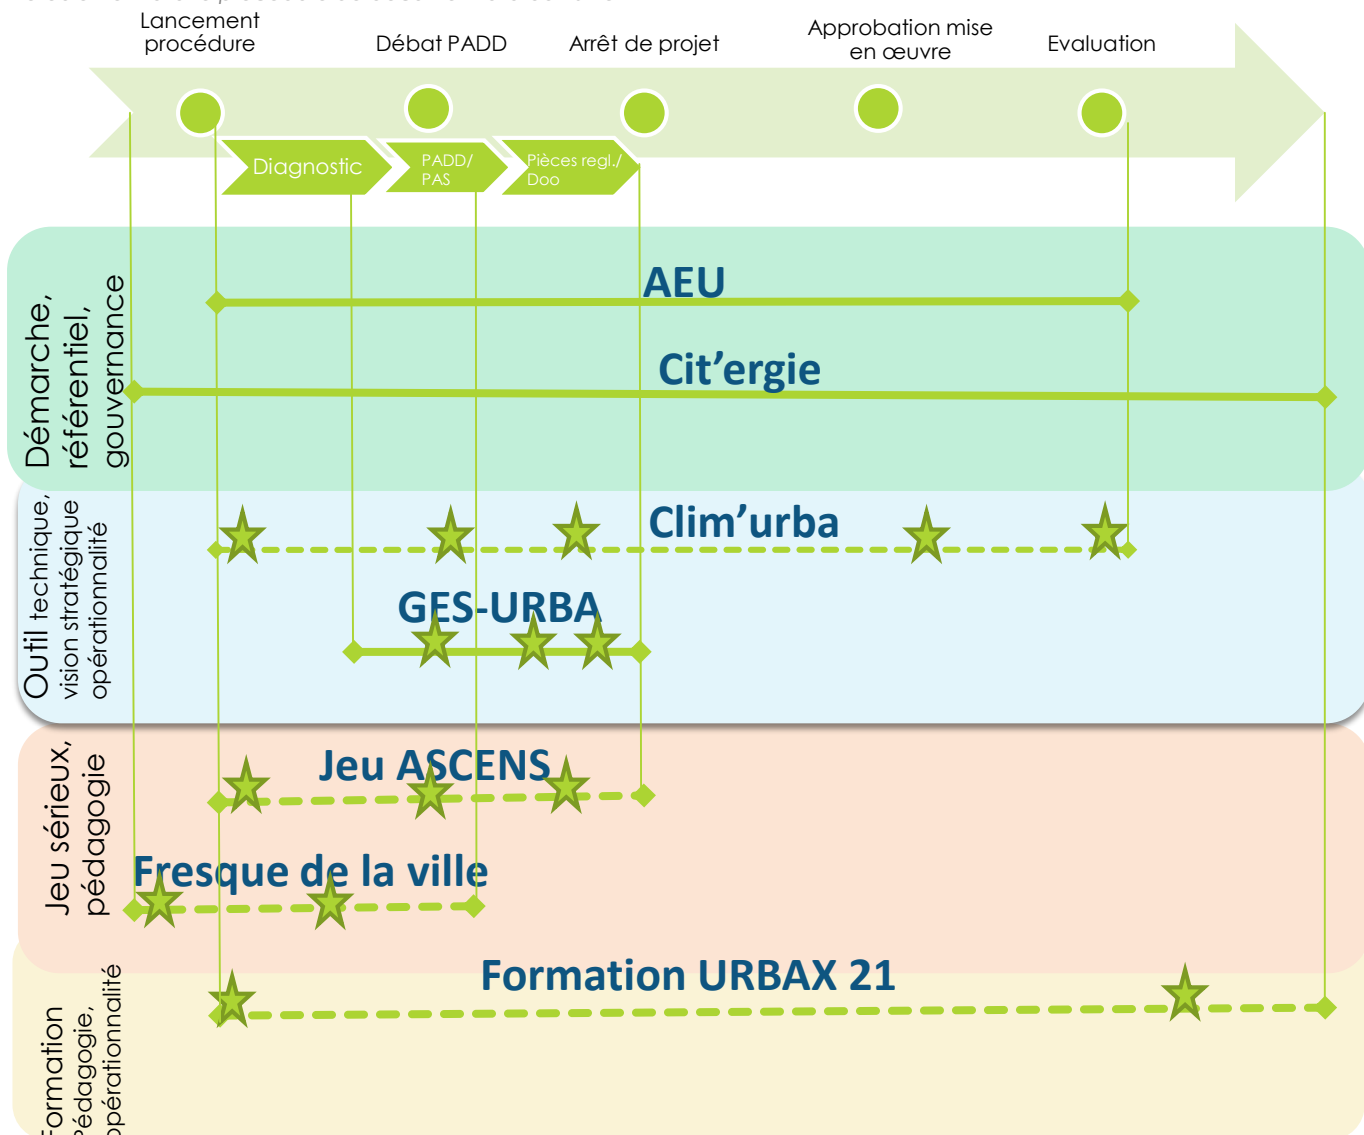 Lancement
procédure
Débat PADD
Arrêt de projet
Approbation mise
en œuvre
Evaluation
Diagnostic
PADD/
PAS
Pièces regl./
Doo
Démarche,
référentiel,
gouvernance
AEU
Cit'ergie
Outil technique,
vision stratégique
opérationnalité
Clim'urba
GES-URBA
Jeu sérieux,
pédagogie
Jeu ASCENS
Fresque de la ville
Formation
Pédagogie,
opérationnalité
Formation URBAX 21